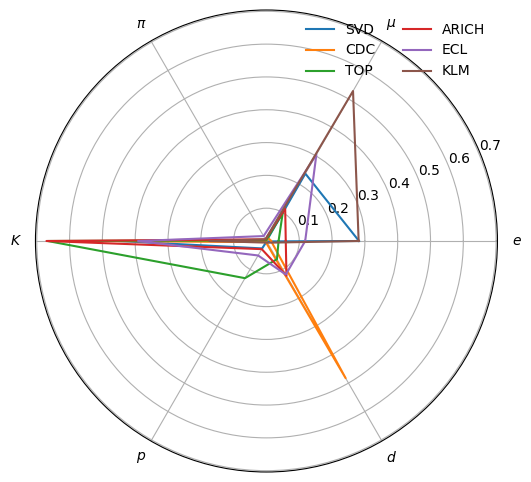 π
μ
SVD ARICH
CDC ECL
TOP KLM
0.7
0.6
0.5
0.4
0.3
0.2
0.1
K
e
p
d